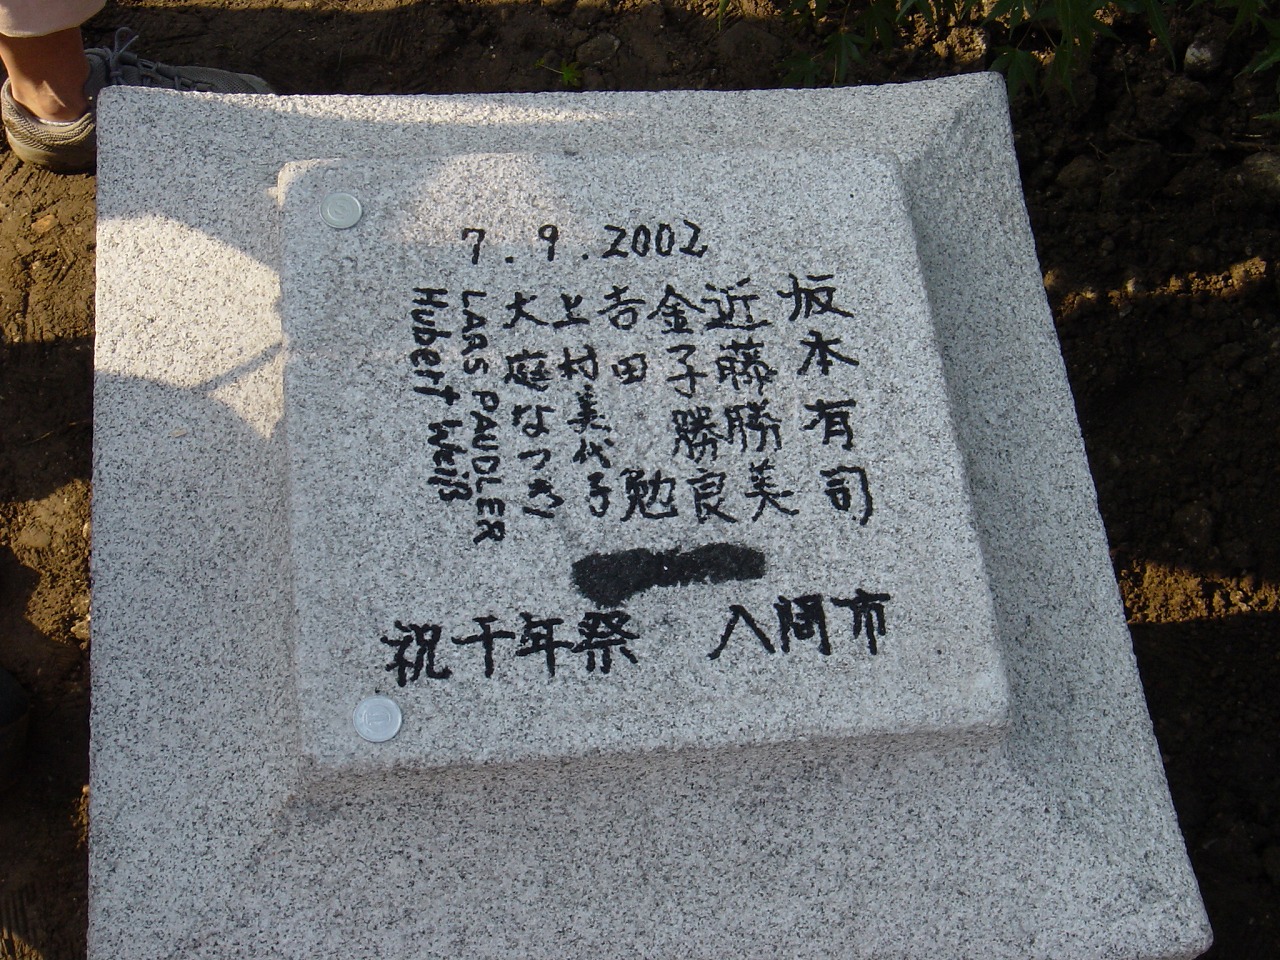 7.9.2002
坂本有司
近藤勝美
金子勝良
吉田勉
上村美代子
大庭なつき
LARS PAUDLER
Hubert Weiß
祝千年祭 入間市